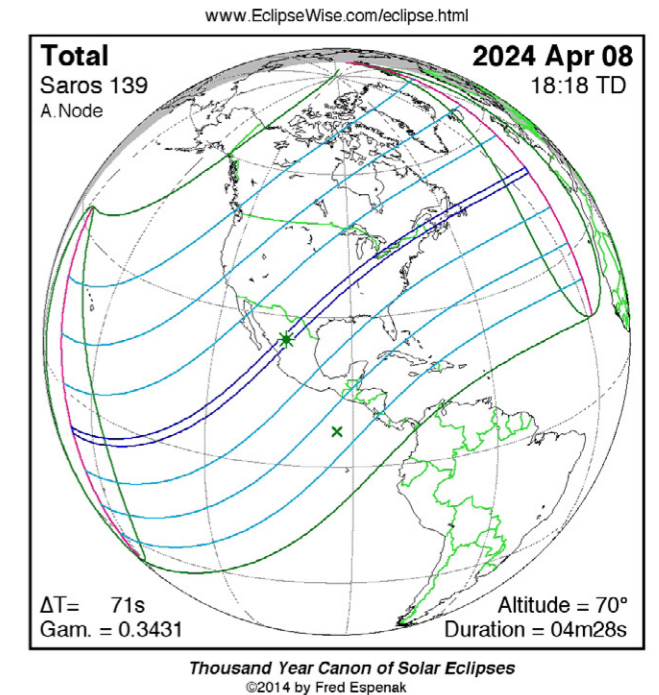 www.EclipseWise.com/eclipse.html
Total
2024 Apr 08
Saros 139
18:18 TD
A.Node
ΔT= 71s
Altitude = 70°
Gam. = 0.3431
Duration = 04m28s
Thousand Year Canon of Solar Eclipses
©2014 by Fred Espenak